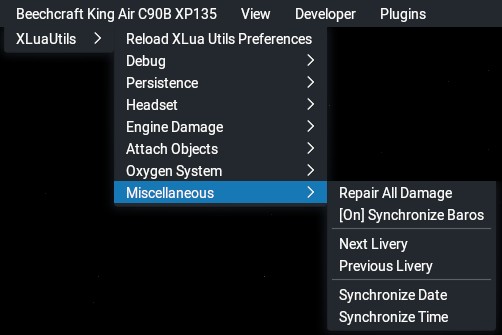 Beechcraft King Air C90B XP135 View Developer Plugins
XLuaUtils
Reload XLua Utils Preferences
Debug
Persistence
Headset
Engine Damage
Attach Objects
Oxygen System
Miscellaneous
Repair All Damage
[On] Synchronize Baros
Next Livery
Previous Livery
Synchronize Date
Synchronize Time